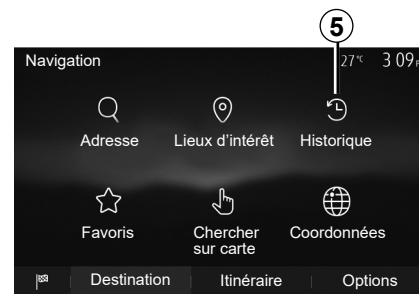 5
Navigation 27°C 3 09
Adresse Lieux d'intérêt Historique
Favoris Chercher sur carte Coordonnées
Destination Itinéraire Options